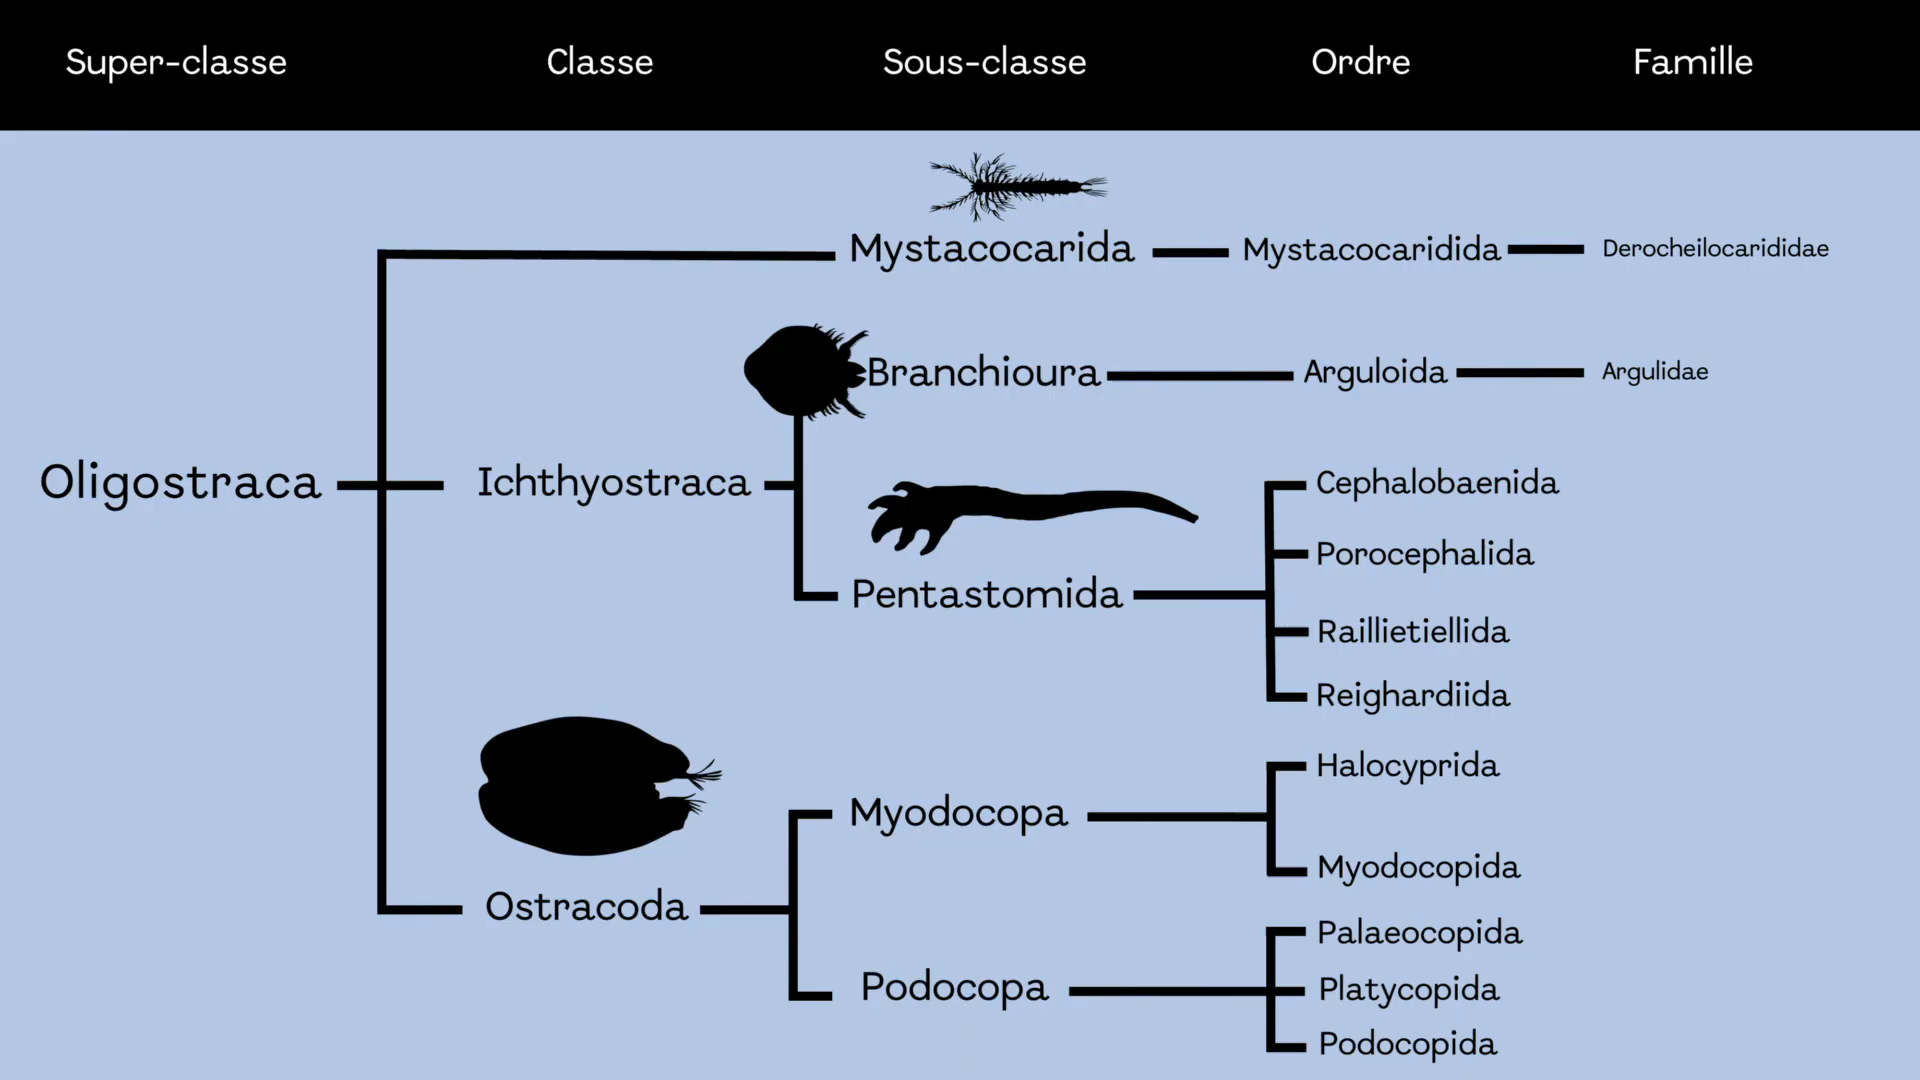 Super-classe Classe Sous-classe Ordre Famille
Mystacocarida Mystacocaridida Derocheilocarididae
Branchioura Arguloida Argulidae
Oligostraca Ichthyostraca Cephalobaenida
Porocephalida
Pentastomida
Raillietiellida
Reighardiida
Halocyprida
Myodocopa
Myodocopida
Ostracoda
Palaeocopida
Podocopa Platycopida
Podocopida